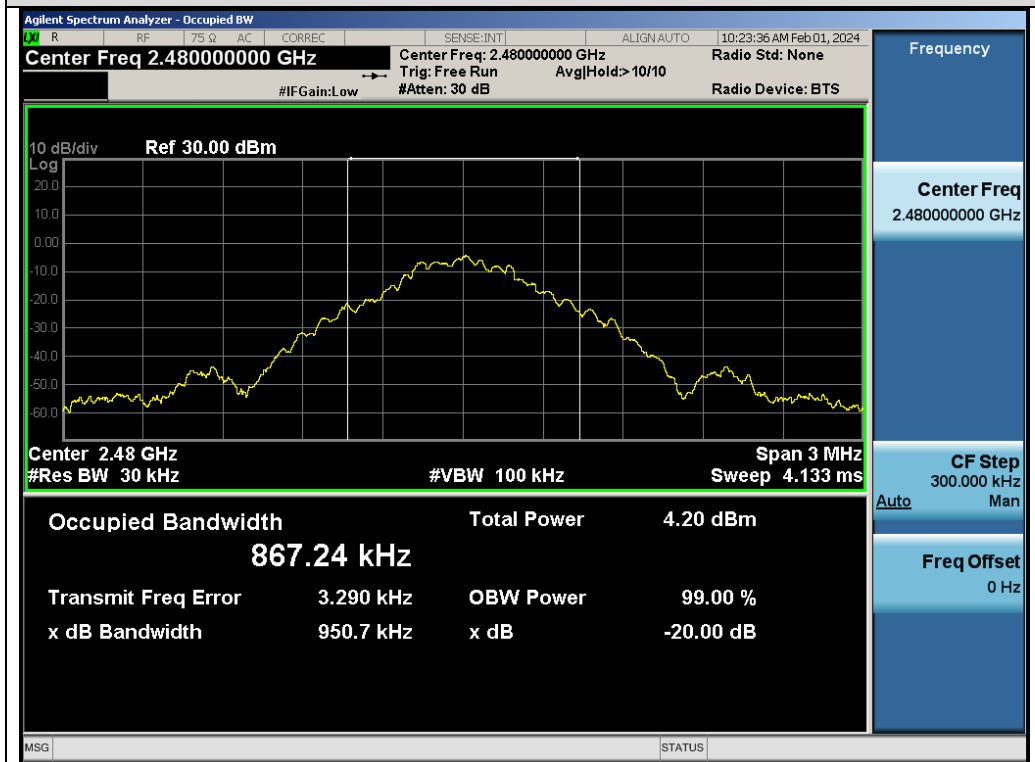 Agilent Spectrum Analyzer - Occupied BW
LXI R RF 75 Ω AC CORREC SENSE:INT ALIGN AUTO 10:23:36 AM Feb 01, 2024
Center Freq 2.480000000 GHz Center Freq: 2.480000000 GHz Radio Std: None
Trig: Free Run Avg|Hold:> 10/10
#IFGain:Low #Atten: 30 dB Radio Device: BTS
Frequency
10 dB/div Ref 30.00 dBm
Log
20.0
10.0
0.00
-10.0
-20.0
-30.0
-40.0
-50.0
-60.0
Center 2.48 GHz Span 3 MHz
#Res BW 30 kHz #VBW 100 kHz Sweep 4.133 ms
Occupied Bandwidth Total Power 4.20 dBm
867.24 kHz
Transmit Freq Error 3.290 kHz OBW Power 99.00 %
x dB Bandwidth 950.7 kHz x dB -20.00 dB
Center Freq
2.480000000 GHz
CF Step
300.000 kHz
Auto Man
Freq Offset
0 Hz
MSG STATUS